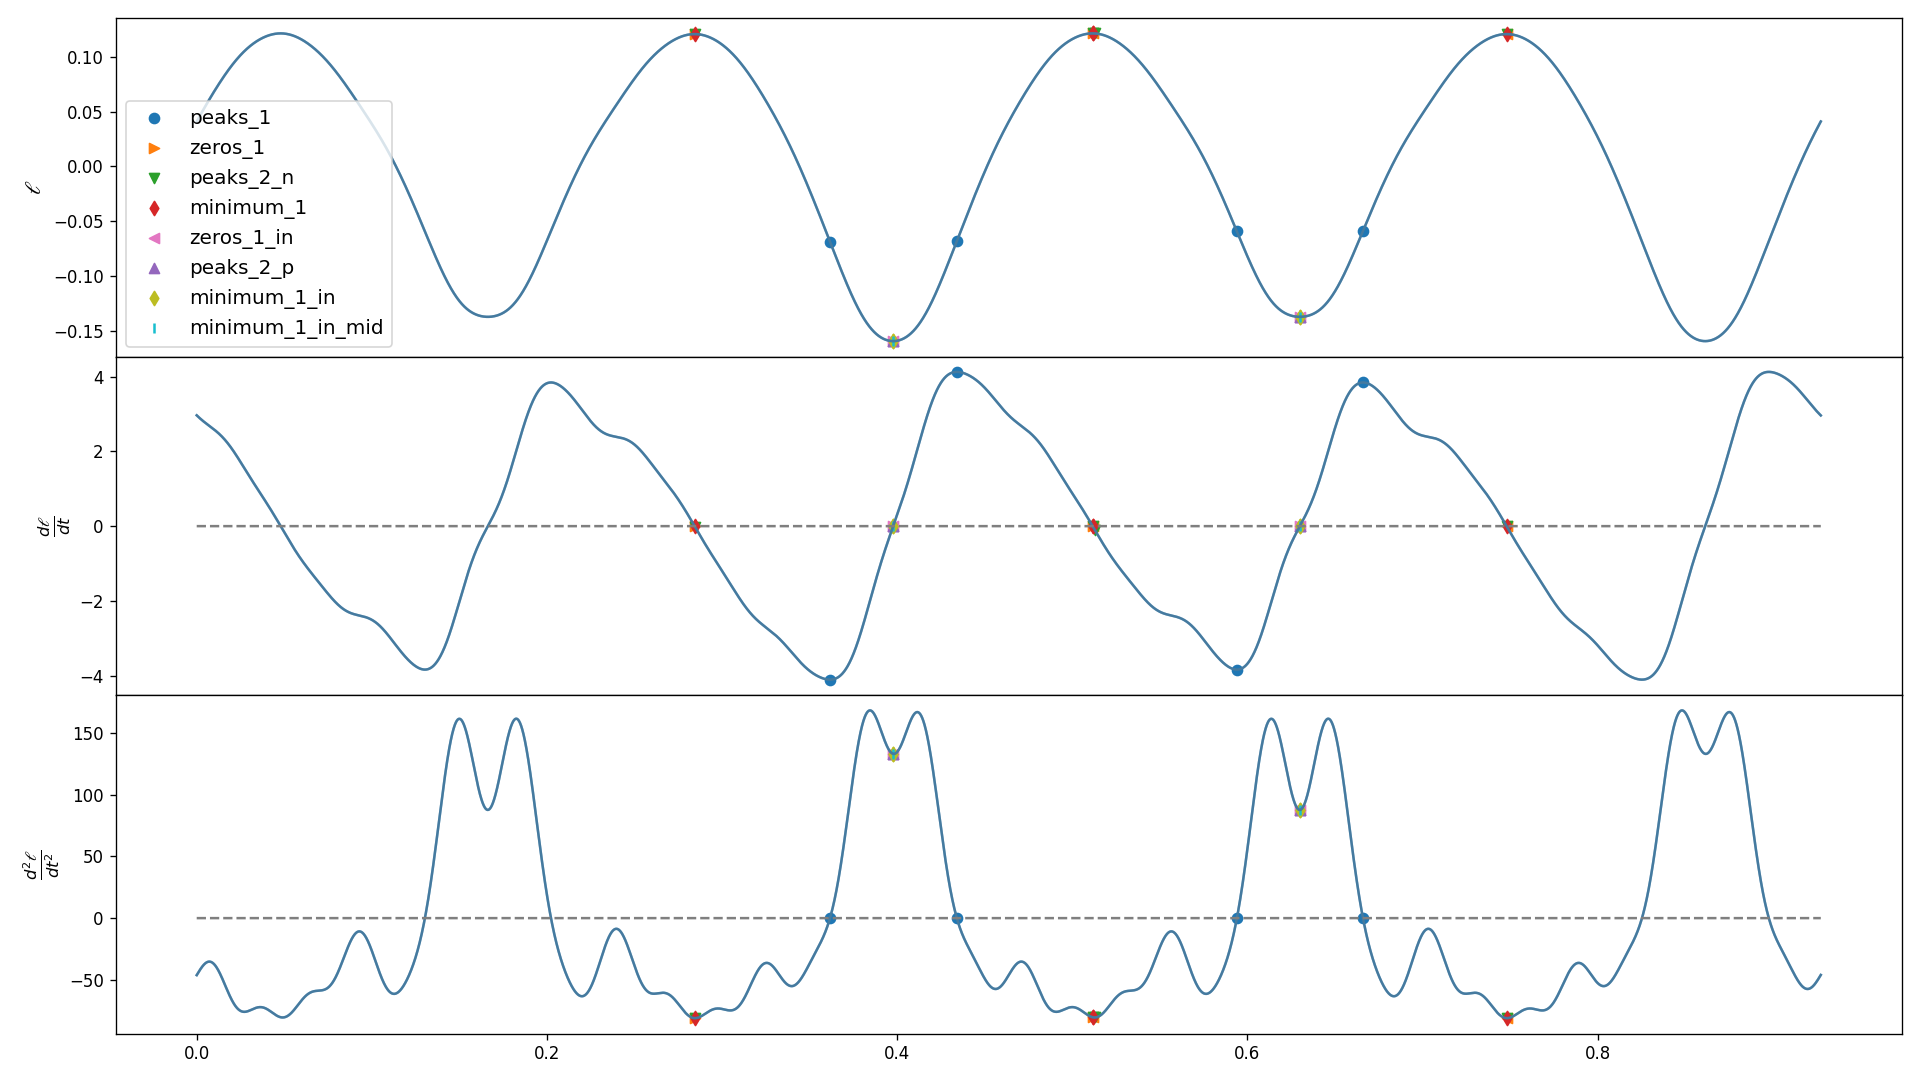 0.10
0.05
0.00
−0.05
−0.10
−0.15
ℓ
peaks_1
zeros_1
peaks_2_n
minimum_1
zeros_1_in
peaks_2_p
minimum_1_in
minimum_1_in_mid
4
2
0
−2
−4
dℓ
dt
150
100
50
0
−50
d²ℓ
dt²
0.0 0.2 0.4 0.6 0.8